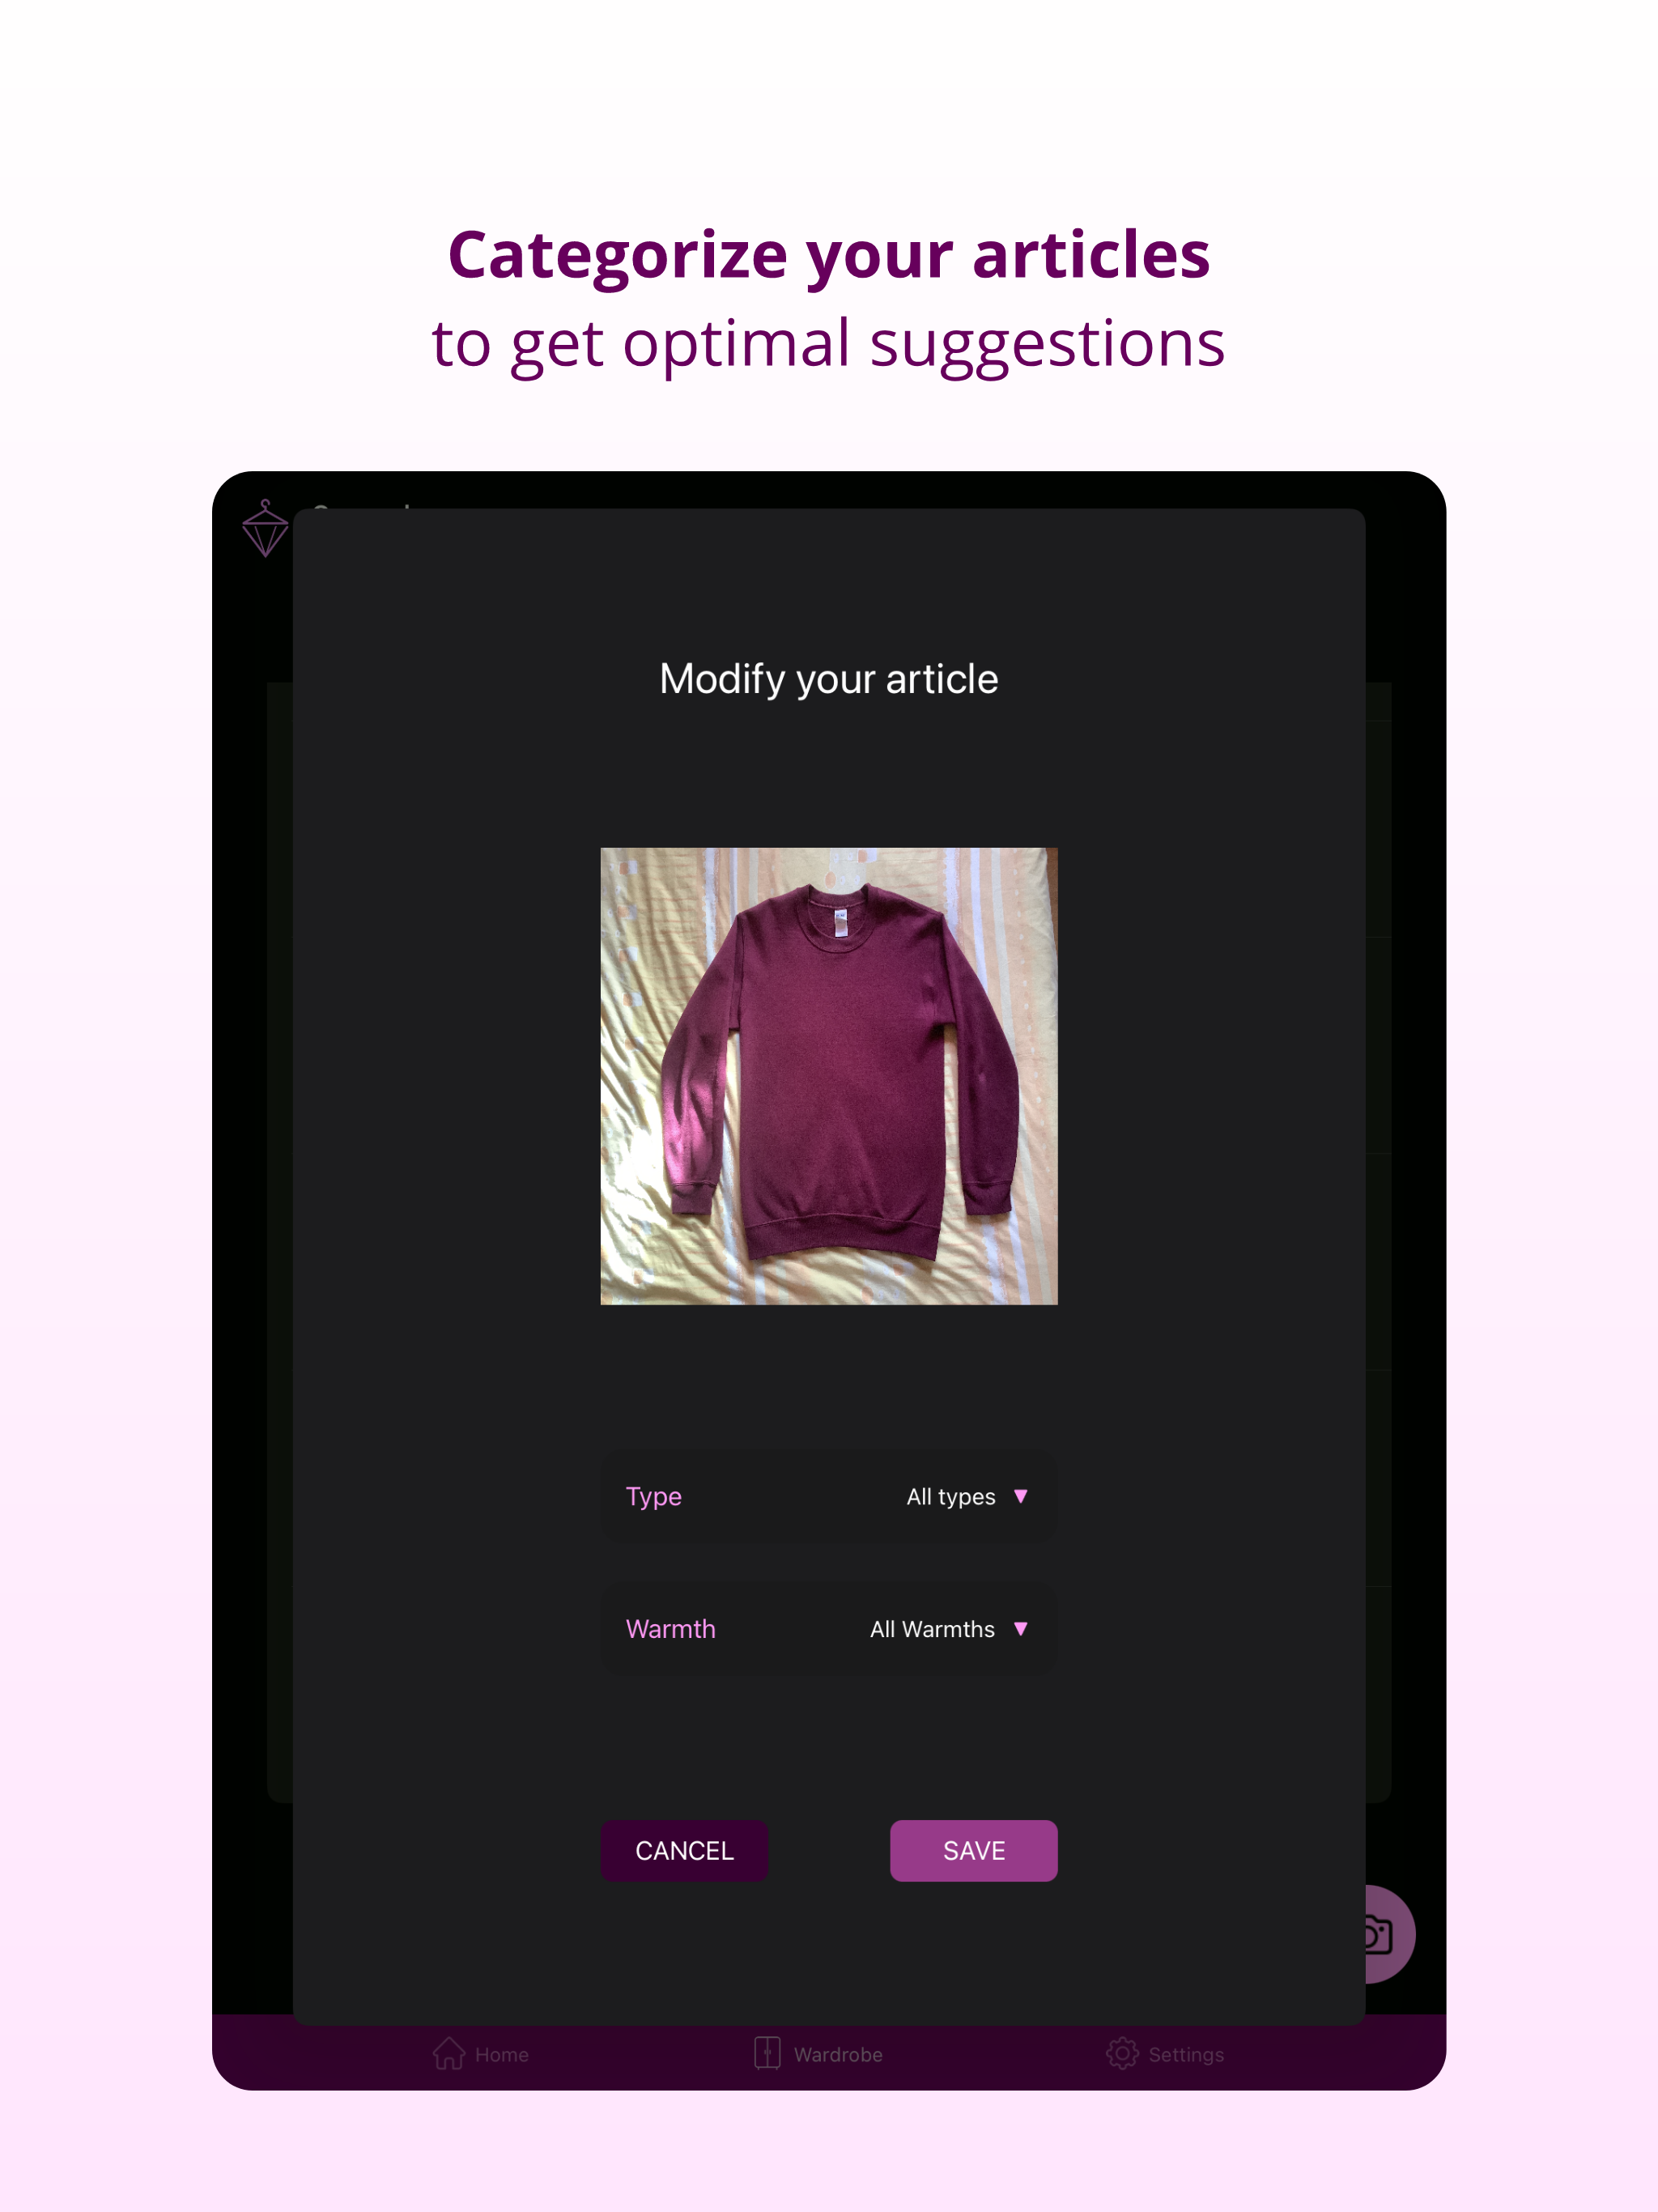 Categorize your articles
to get optimal suggestions
Modify your article
Type All types ▼
Warmth All Warmths ▼
CANCEL SAVE
Home Wardrobe Settings